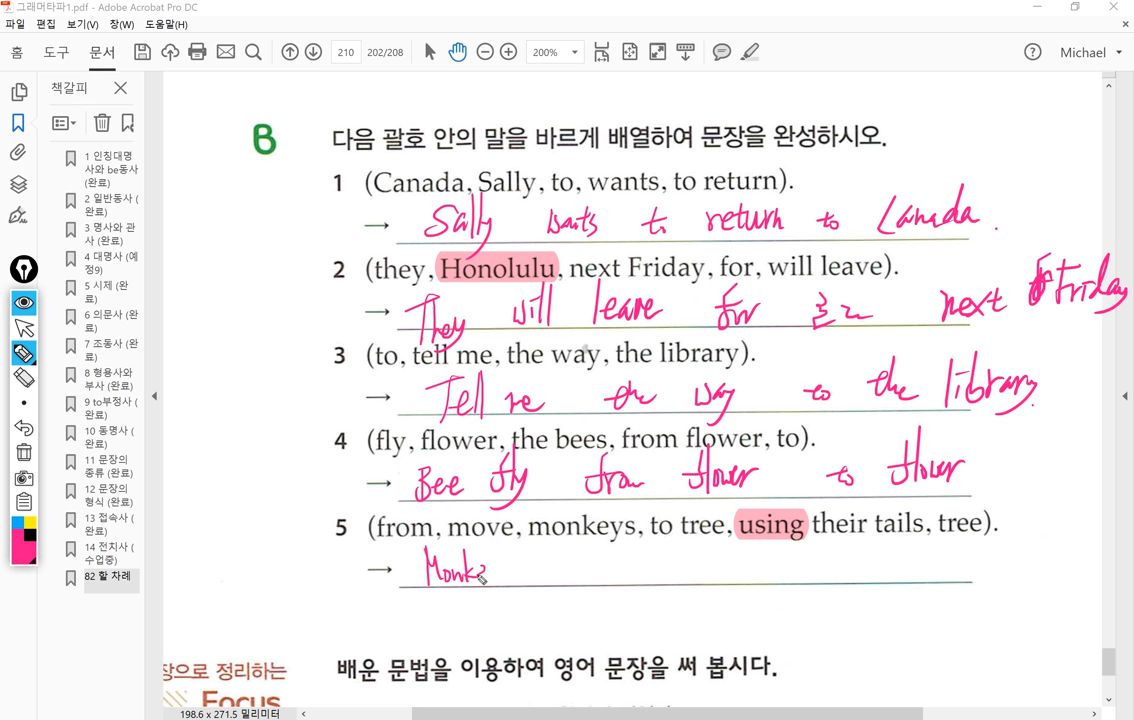 그래머타파1.pdf - Adobe Acrobat Pro DC
파일 편집 보기(V) 창(W) 도움말(H)
홈 도구 문서 210 202/208 200% Michael
책갈피
1 인칭대명
사와 be동사
(완료)
2 일반동사 (
완료)
3 명사와 관
사 (완료)
4 대명사 (예
정9)
5 시제 (완
료)
6 의문사 (
완료)
7 조동사 (
완료)
8 형용사와
부사 (완료)
9 to부정사 (
완료)
10 동명사 (
완료)
11 문장의
종류 (완료)
12 문장의
형식 (완료)
13 접속사 (
완료)
14 전치사 (
수업중)
82 할 차례
B 다음 괄호 안의 말을 바르게 배열하여 문장을 완성하시오.
1 (Canada, Sally, to, wants, to return).
→ Sally wants to return to Canada.
2 (they, Honolulu, next Friday, for, will leave).
→ They will leave for next Friday
3 (to, tell me, the way, the library).
→ Tell me the way to the library.
4 (fly, flower, the bees, from flower, to).
→ Bee fly from flower to flower
5 (from, move, monkeys, to tree, using their tails, tree).
→ Monk
배운 문법을 이용하여 영어 문장을 써 봅시다.
장으로 정리하는
Focus
198.6 x 271.5 밀리미터